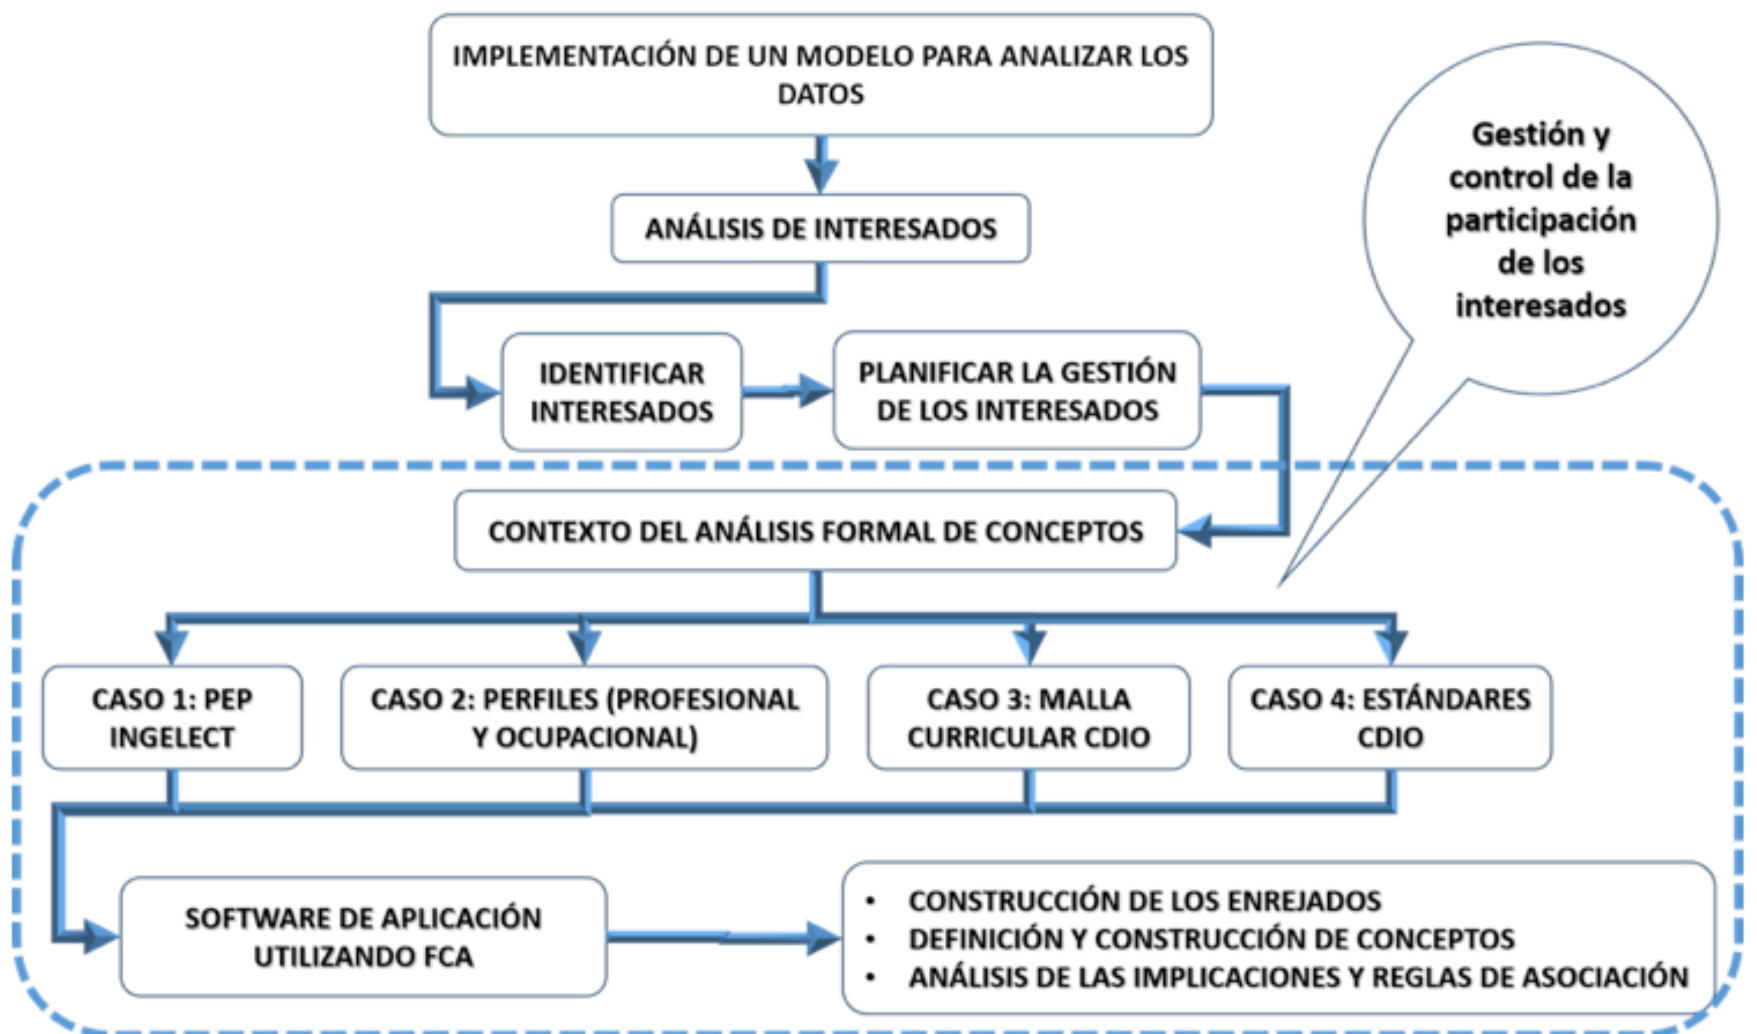 IMPLEMENTACIÓN DE UN MODELO PARA ANALIZAR LOS
DATOS
Gestión y
control de la
participación
de los
interesados
ANÁLISIS DE INTERESADOS
IDENTIFICAR
INTERESADOS
PLANIFICAR LA GESTIÓN
DE LOS INTERESADOS
CONTEXTO DEL ANÁLISIS FORMAL DE CONCEPTOS
CASO 1: PEP
INGELECT
CASO 2: PERFILES (PROFESIONAL
Y OCUPACIONAL)
CASO 3: MALLA
CURRICULAR CDIO
CASO 4: ESTÁNDARES
CDIO
SOFTWARE DE APLICACIÓN
UTILIZANDO FCA
• CONSTRUCCIÓN DE LOS ENREJADOS
• DEFINICIÓN Y CONSTRUCCIÓN DE CONCEPTOS
• ANÁLISIS DE LAS IMPLICACIONES Y REGLAS DE ASOCIACIÓN